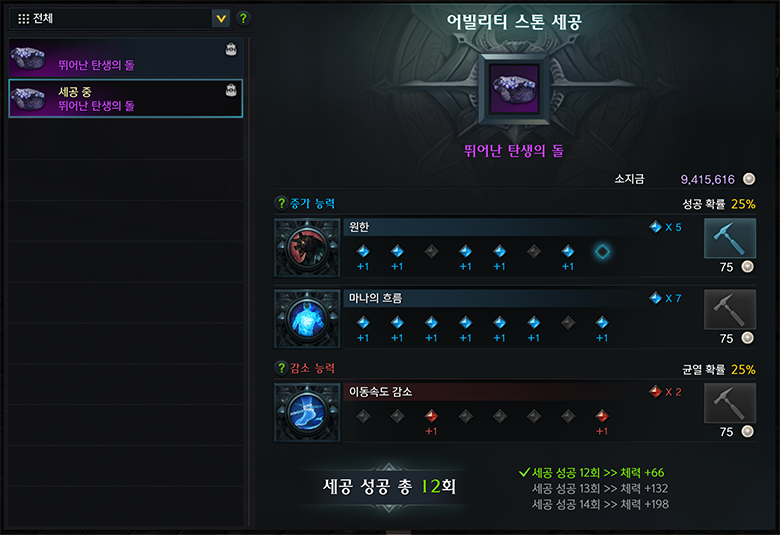 전체
?
뛰어난 탄생의 돌
세공 중
뛰어난 탄생의 돌
어빌리티 스톤 세공
뛰어난 탄생의 돌
소지금 9,415,616
? 증가 능력 성공 확률 25%
원한 X 5
+1 +1 +1 +1 +1
75
마나의 흐름 X 7
+1 +1 +1 +1 +1 +1 +1
75
? 감소 능력 균열 확률 25%
이동속도 감소 X 2
+1 +1
75
세공 성공 총 12회
세공 성공 12회 >> 체력 +66
세공 성공 13회 >> 체력 +132
세공 성공 14회 >> 체력 +198